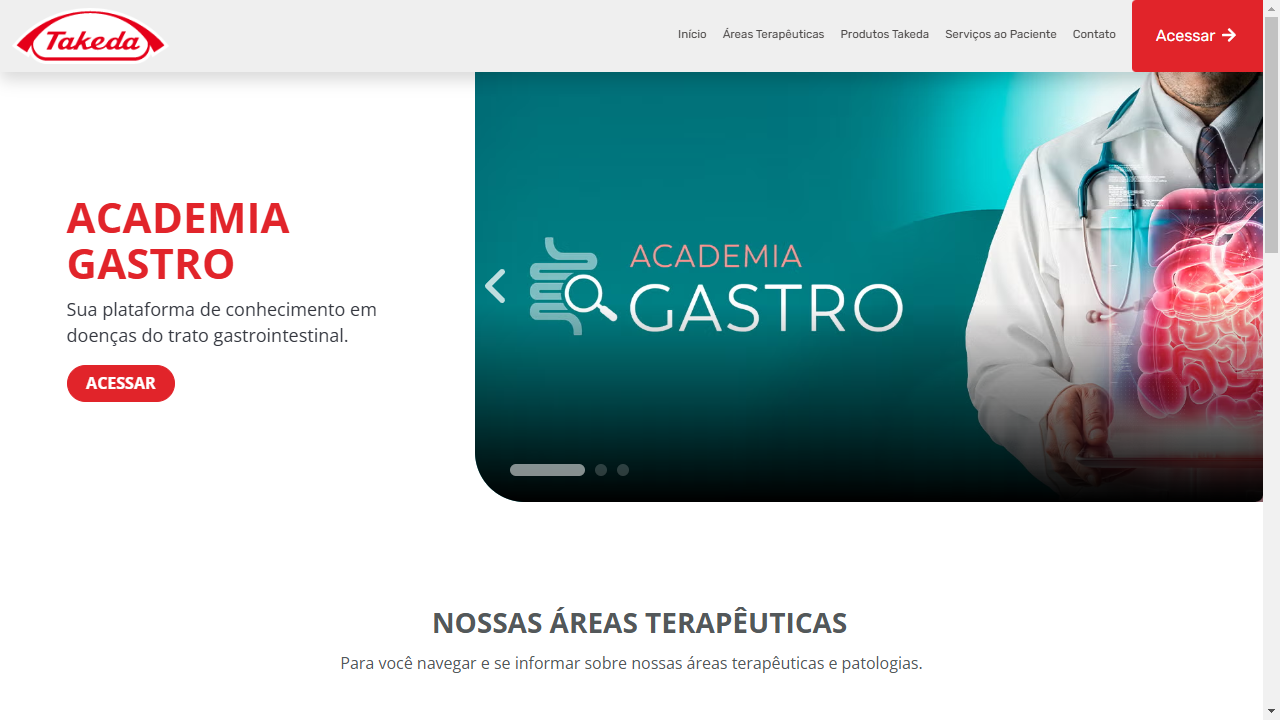 Takeda
Início
Áreas Terapêuticas
Produtos Takeda
Serviços ao Paciente
Contato
Acessar
ACADEMIA
GASTRO
Sua plataforma de conhecimento em
doenças do trato gastrointestinal.
ACESSAR
ACADEMIA
GASTRO
NOSSAS ÁREAS TERAPÊUTICAS
Para você navegar e se informar sobre nossas áreas terapêuticas e patologias.